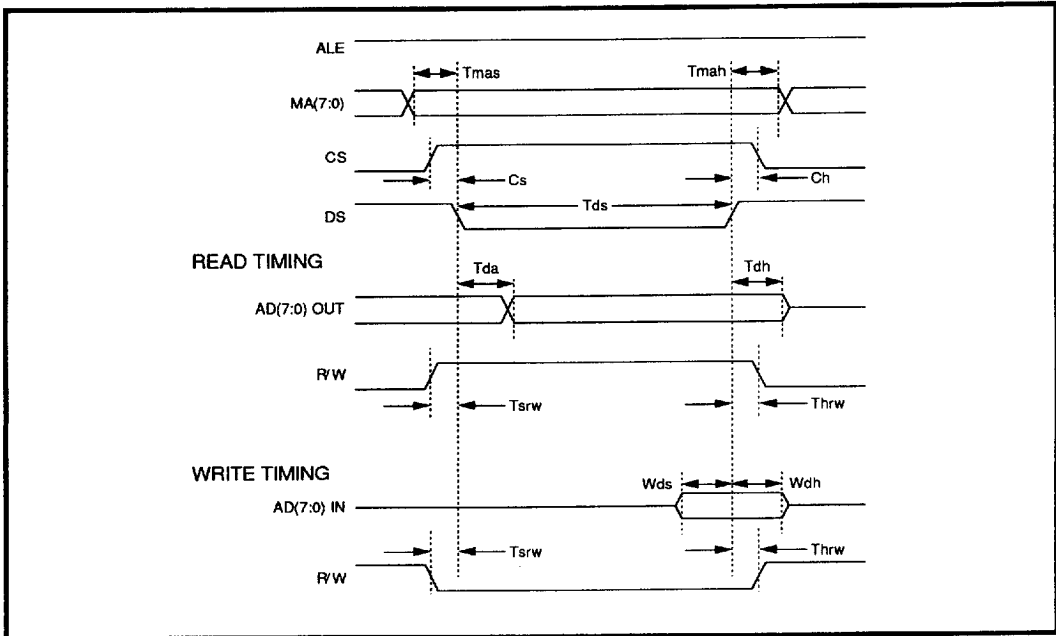 ALE
Tmas
Tmah
MA(7:0)
CS
Cs
Ch
Tds
DS
READ TIMING
Tda
Tdh
AD(7:0) OUT
R/W
Tsrw
Thrw
WRITE TIMING
Wds
Wdh
AD(7:0) IN
Tsrw
Thrw
R/W